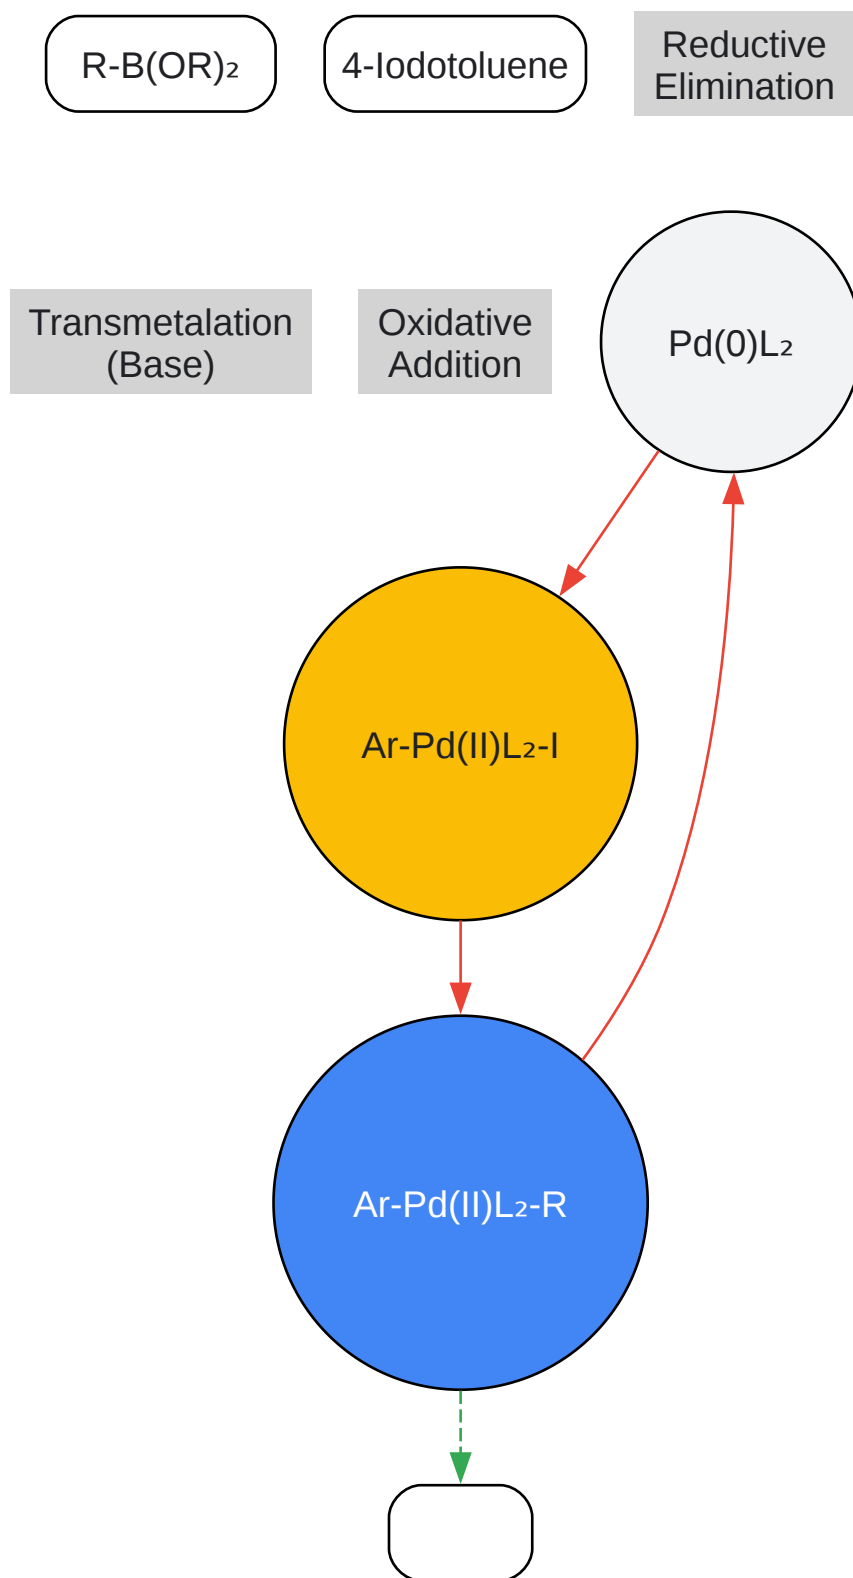 R-B(OR)₂
4-Iodotoluene
Reductive
Elimination
Transmetalation
(Base)
Oxidative
Addition
Pd(0)L₂
Ar-Pd(II)L₂-I
Ar-Pd(II)L₂-R